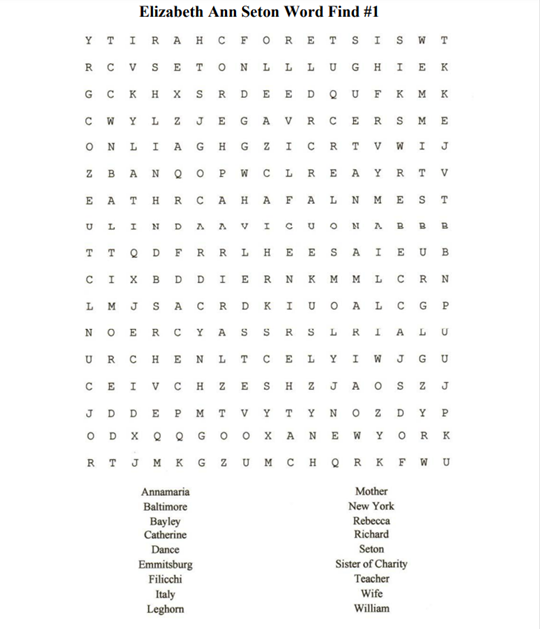 Elizabeth Ann Seton Word Find #1
Y T I R A H C F O R E T S I S W T
R C V S E T O N L L L U G H I E K
G C K H X S R D E E D Q U F K M K
C W Y L Z J E G A V R C E R S M E
O N L I A G H G Z I C R T V W I J
Z B A N Q O P W C L R E A Y R T V
E A T H R C A H A F A L N M E S T
U L I N D A A V I C U O N A B B B
T T Q D F R R L H E E S A I E U B
C I X B D D I E R N K M M L C R N
L M J S A C R D K I U O A L C G P
N O E R C Y A S S R S L R I A L U
U R C H E N L T C E L Y I W J G U
C E I V C H Z E S H Z J A O S Z J
J D D E P M T V Y T Y N O Z D Y P
O D X Q Q G O O X A N E W Y O R K
R T J M K G Z U M C H Q R K F W U
Annamaria Mother
Baltimore New York
Bayley Rebecca
Catherine Richard
Dance Seton
Emmitsburg Sister of Charity
Filicchi Teacher
Italy Wife
Leghorn William